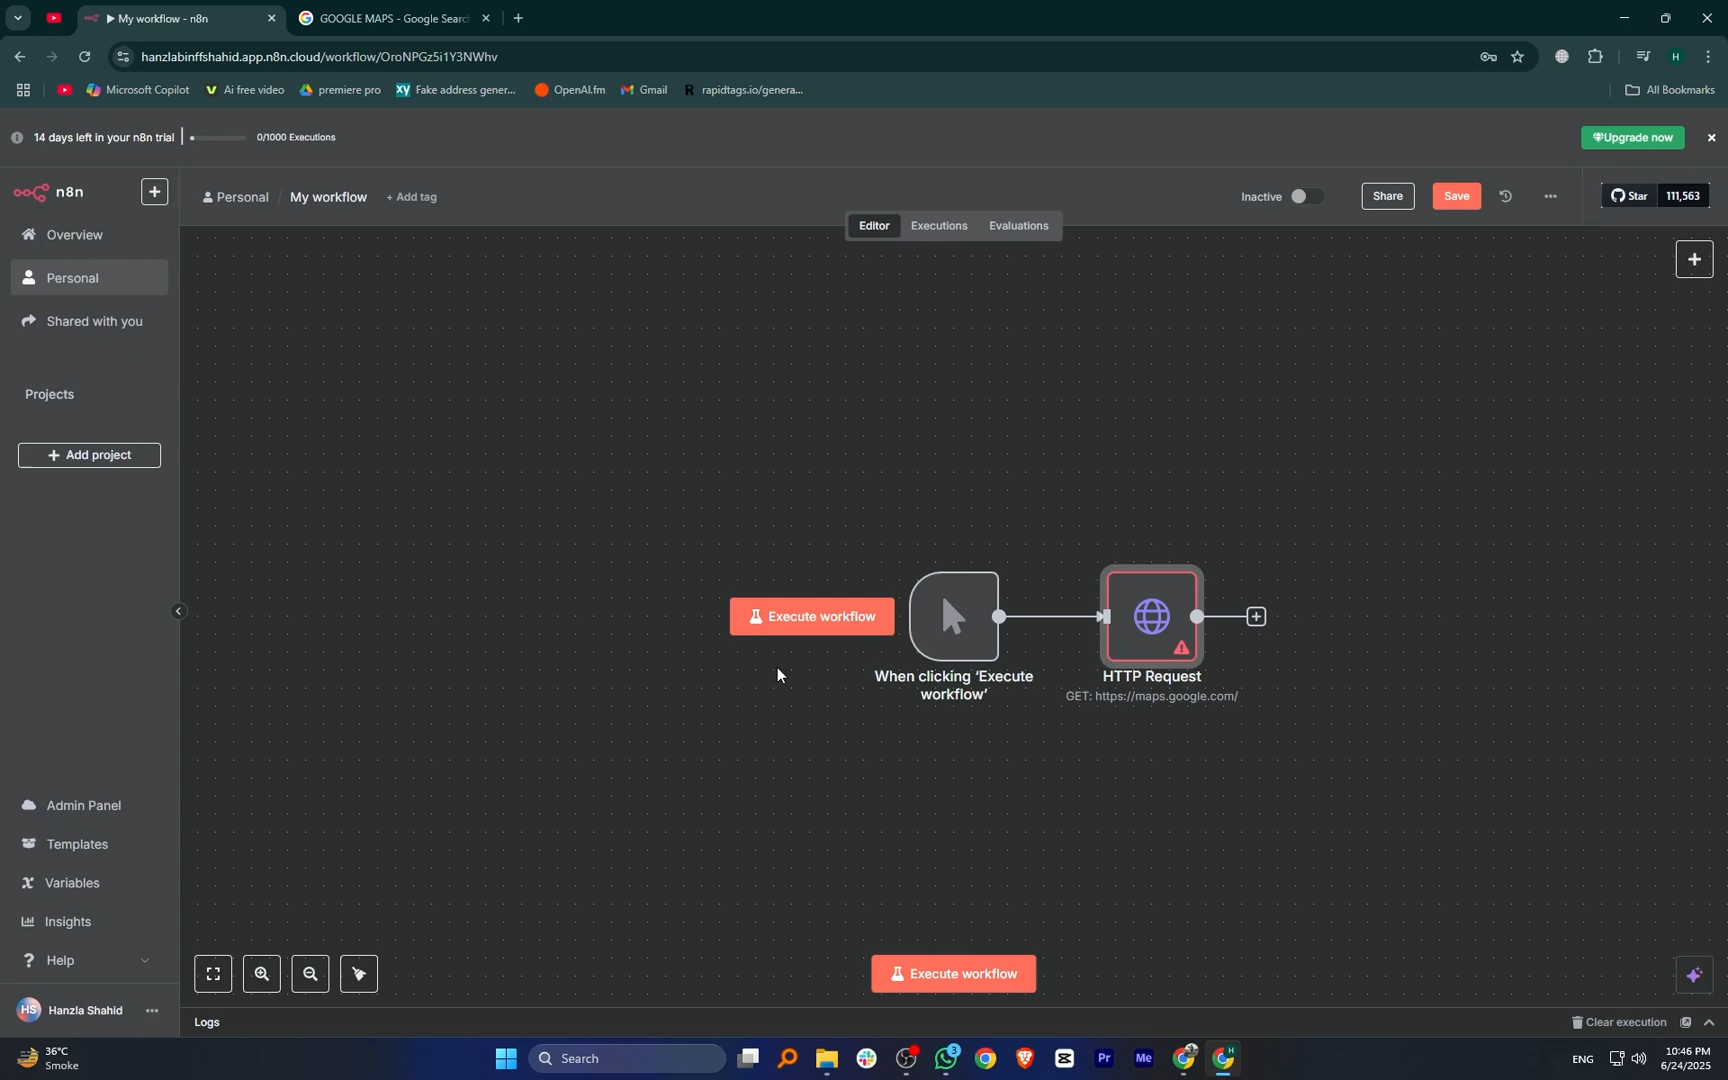 My workflow - n8n
GOOGLE MAPS - Google Searc
hanzlabinffshahid.app.n8n.cloud/workflow/OroNPGz5i1Y3NWhv
H
Microsoft Copilot
Ai free video
premiere pro
Fake address gener...
OpenAI.fm
Gmail
rapidtags.io/genera...
All Bookmarks
14 days left in your n8n trial
0/1000 Executions
Upgrade now
n8n
Personal / My workflow + Add tag
Inactive
Share
Save
Star 111,563
Editor
Executions
Evaluations
Overview
Personal
Shared with you
Projects
+ Add project
Execute workflow
When clicking ‘Execute
workflow’
HTTP Request
GET: https://maps.google.com/
Admin Panel
Templates
Variables
Insights
Help
HS Hanzla Shahid
Execute workflow
Logs
Clear execution
36°C
Smoke
Search
3
Pr
Me
H
ENG
10:46 PM
6/24/2025